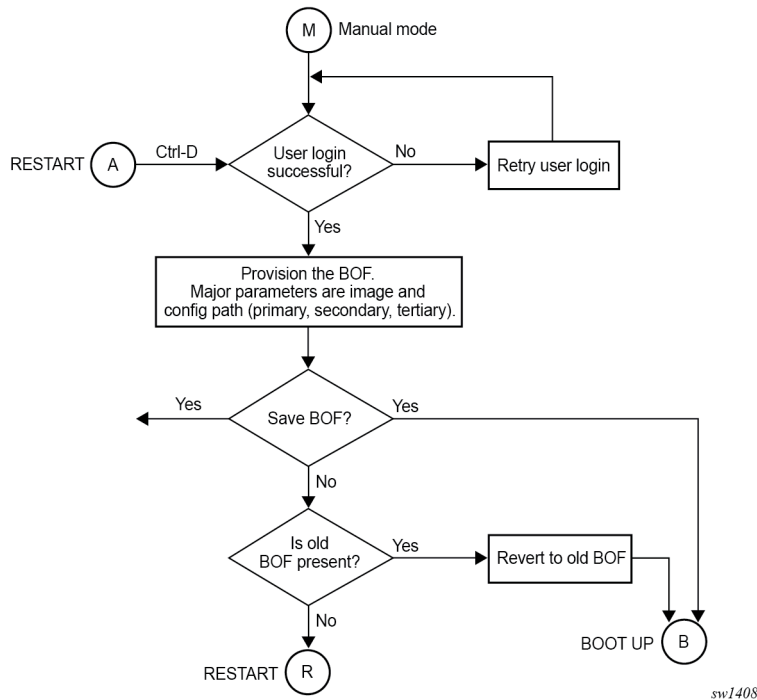 M
Manual mode
RESTART
A
Ctrl-D
User login
successful?
No
Retry user login
Yes
Provision the BOF.
Major parameters are image and
config path (primary, secondary, tertiary).
Yes
Save BOF?
Yes
No
Is old
BOF present?
Yes
Revert to old BOF
No
BOOT UP
B
RESTART
R
sw1408